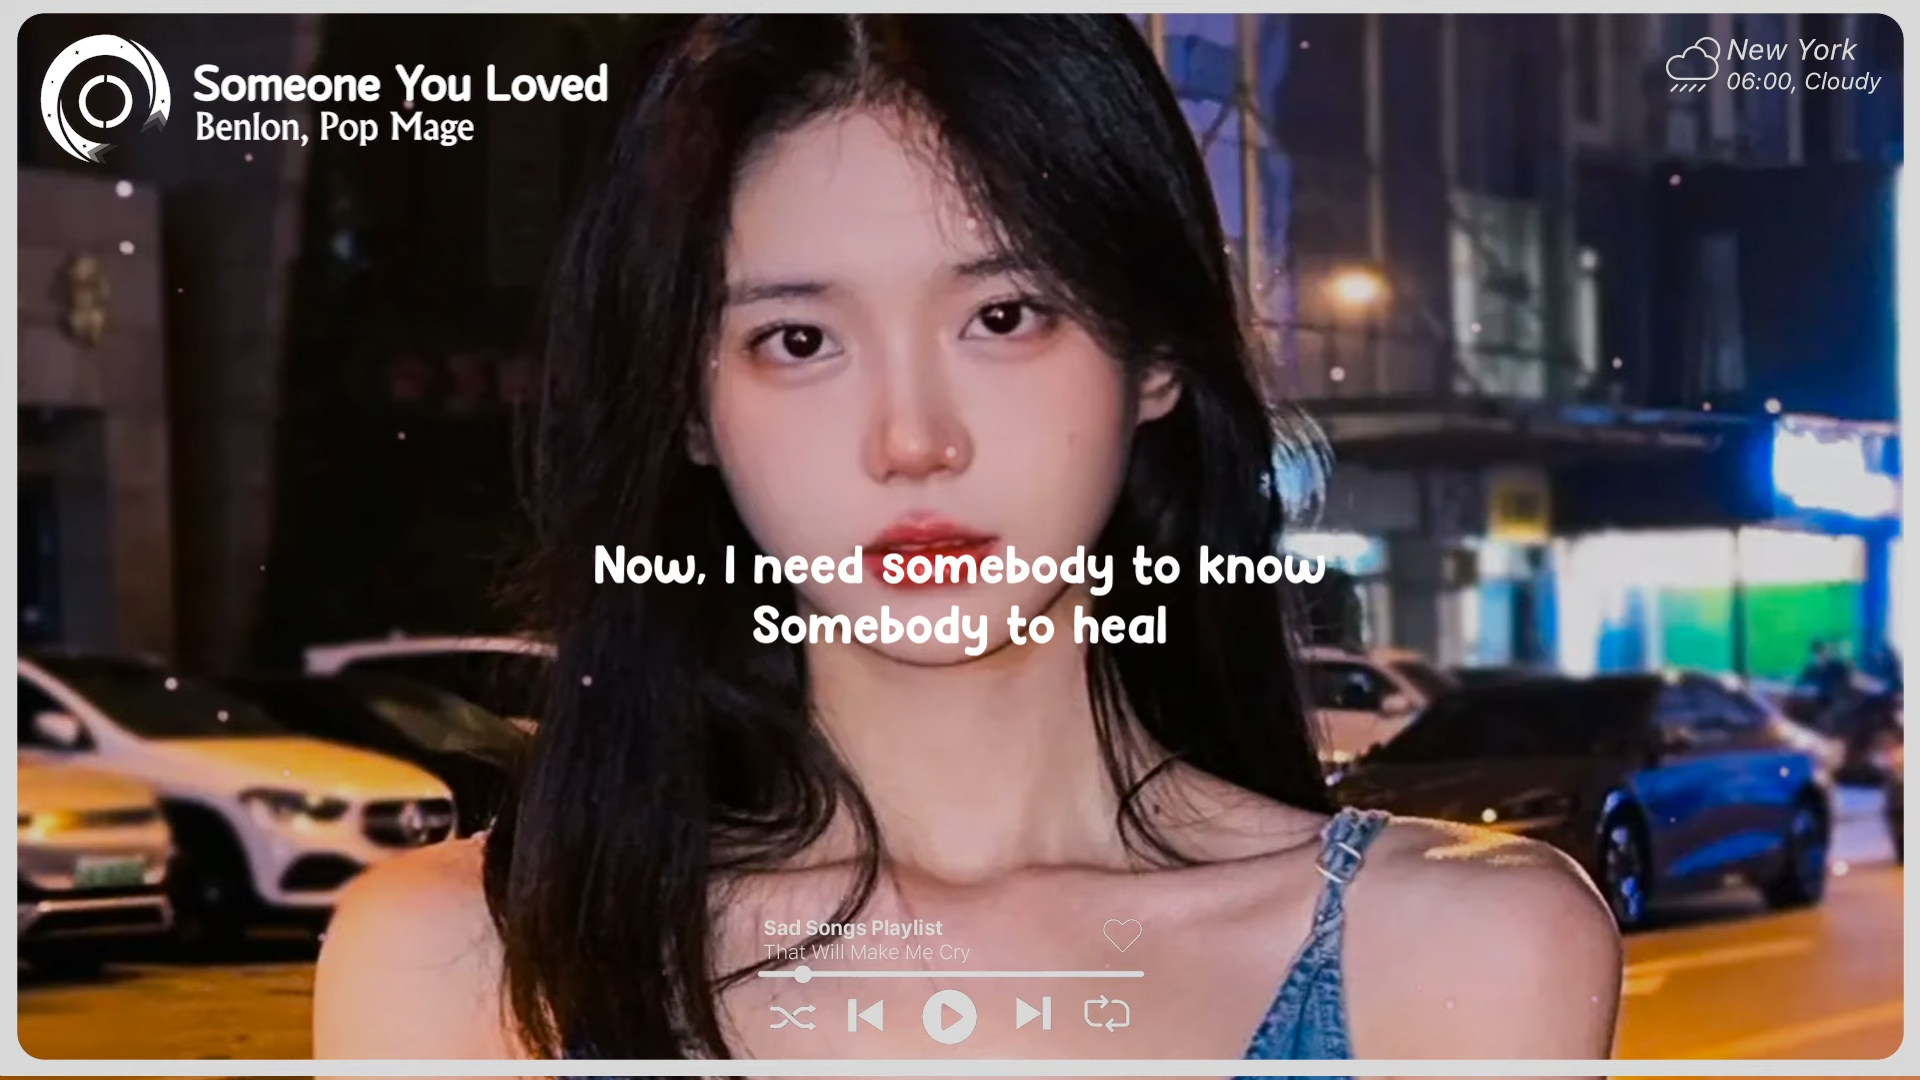 Someone You Loved
Benlon, Pop Mage
New York
06:00, Cloudy
Now, I need somebody to know
Somebody to heal
Sad Songs Playlist
That Will Make Me Cry